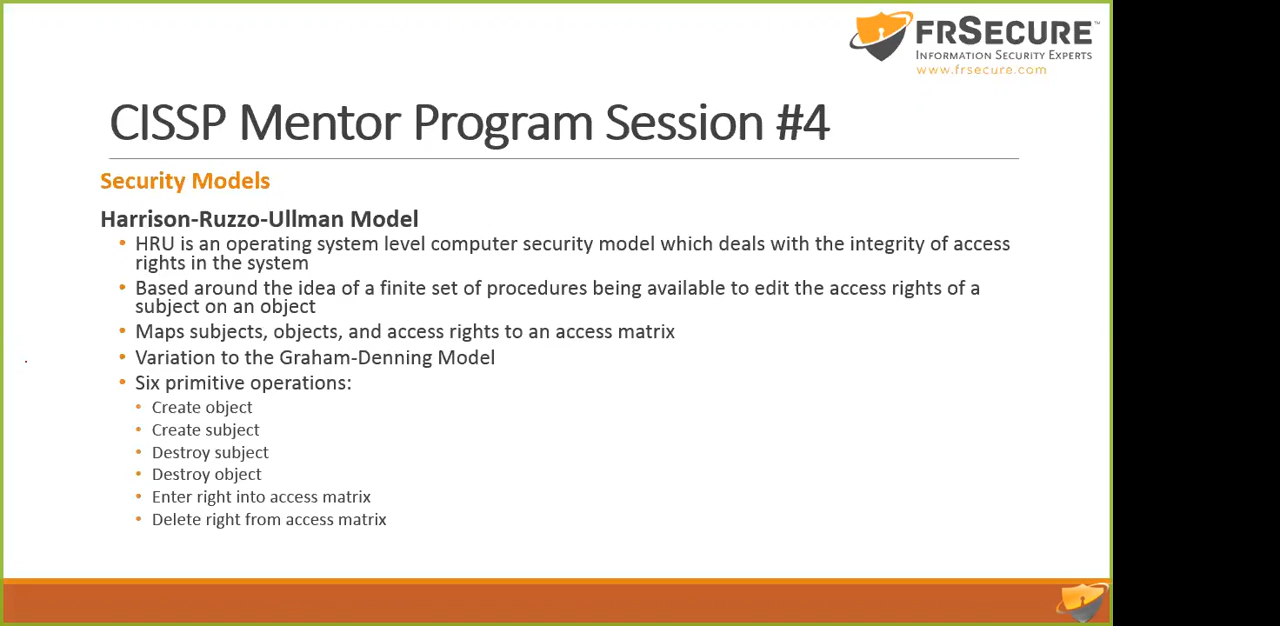 FRSECURE™
INFORMATION SECURITY EXPERTS
www.frsecure.com
CISSP Mentor Program Session #4
Security Models
Harrison-Ruzzo-Ullman Model
• HRU is an operating system level computer security model which deals with the integrity of access
rights in the system
• Based around the idea of a finite set of procedures being available to edit the access rights of a
subject on an object
• Maps subjects, objects, and access rights to an access matrix
• Variation to the Graham-Denning Model
• Six primitive operations:
• Create object
• Create subject
• Destroy subject
• Destroy object
• Enter right into access matrix
• Delete right from access matrix